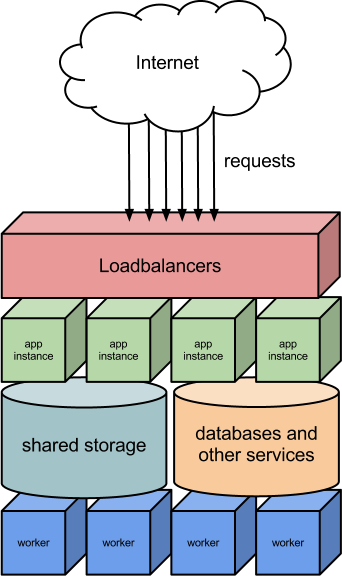 Internet
requests
Loadbalancers
app
instance
app
instance
app
instance
app
instance
shared storage
databases and
other services
worker
worker
worker
worker